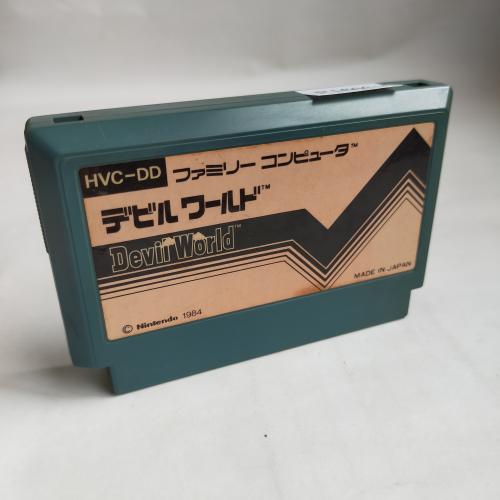 HVC-DD ファミリー コンピュータ™
デビル ワールド™
Devil World™
MADE IN JAPAN
© Nintendo 1984